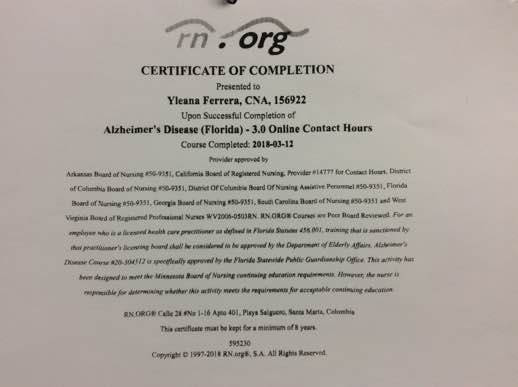 rn.org
CERTIFICATE OF COMPLETION
Presented to
Yleana Ferrera, CNA, 156922
Upon Successful Completion of
Alzheimer's Disease (Florida) - 3.0 Online Contact Hours
Course Completed: 2018-03-12
Provider approved by
Arkansas Board of Nursing #50-9351, California Board of Registered Nursing, Provider #14777 for Contact Hours, District
of Columbia Board of Nursing #50-9351, District Of Columbia Board Of Nursing Assistive Personnel #50-9351, Florida
Board of Nursing #50-9351, Georgia Board of Nursing #50-9351, South Carolina Board of Nursing #50-9351 and West
Virginia Board of Registered Professional Nurses WV2006-0503RN. RN.ORG® Courses are Peer Board Reviewed. For an
employee who is a licensed health care practitioner as defined in Florida Statutes 456.001, training that is sanctioned by
that practitioner's licensing board shall be considered to be approved by the Department of Elderly Affairs. Alzheimer's
Disease Course #20-304512 is specifically approved by the Florida Statewide Public Guardianship Office. This activity has
been designed to meet the Minnesota Board of Nursing continuing education requirements. However, the nurse is
responsible for determining whether this activity meets the requirements for acceptable continuing education.
RN.ORG® Calle 28 #No 1-16 Apto 401, Playa Salguero, Santa Marta, Colombia
This certificate must be kept for a minimum of 8 years.
595230
Copyright © 1997-2018 RN.org®, S.A. All Rights Reserved.